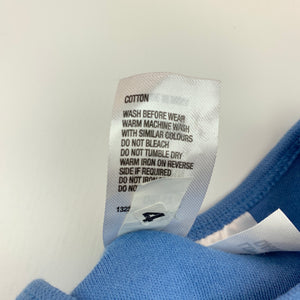 COTTON
WASH BEFORE WEAR
WARM MACHINE WASH
WITH SIMILAR COLOURS
DO NOT BLEACH
DO NOT TUMBLE DRY
WARM IRON ON REVERSE
SIDE IF REQUIRED
DO NOT IRON
4